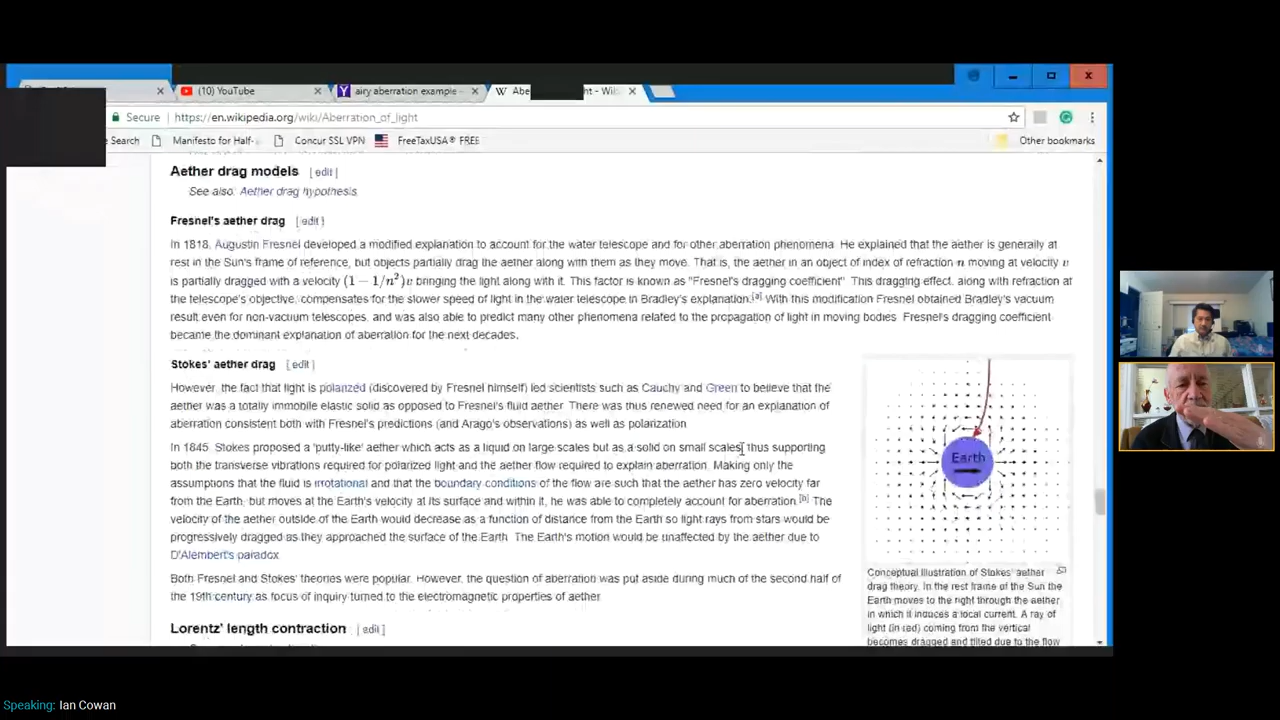 (10) YouTube
airy aberration example -
Abe
ht - Wiki
Secure
https://en.wikipedia.org/wiki/Aberration_of_light
Search
Manifesto for Half-
Concur SSL VPN
FreeTaxUSA® FREE
Other bookmarks
Aether drag models [ edit ]
See also: Aether drag hypothesis
Fresnel's aether drag [ edit ]
In 1818, Augustin Fresnel developed a modified explanation to account for the water telescope and for other aberration phenomena. He explained that the aether is generally at
rest in the Sun's frame of reference, but objects partially drag the aether along with them as they move. That is, the aether in an object of index of refraction n moving at velocity v
is partially dragged with a velocity (1 − 1/n²)v bringing the light along with it. This factor is known as "Fresnel's dragging coefficient". This dragging effect, along with refraction at
the telescope's objective, compensates for the slower speed of light in the water telescope in Bradley's explanation.[a] With this modification Fresnel obtained Bradley's vacuum
result even for non-vacuum telescopes, and was also able to predict many other phenomena related to the propagation of light in moving bodies. Fresnel's dragging coefficient
became the dominant explanation of aberration for the next decades.
Stokes' aether drag [ edit ]
However, the fact that light is polarized (discovered by Fresnel himself) led scientists such as Cauchy and Green to believe that the
aether was a totally immobile elastic solid as opposed to Fresnel's fluid aether. There was thus renewed need for an explanation of
aberration consistent both with Fresnel's predictions (and Arago's observations) as well as polarization
In 1845 Stokes proposed a 'putty-like' aether which acts as a liquid on large scales but as a solid on small scales, thus supporting
both the transverse vibrations required for polarized light and the aether flow required to explain aberration. Making only the
assumptions that the fluid is irrotational and that the boundary conditions of the flow are such that the aether has zero velocity far
from the Earth, but moves at the Earth's velocity at its surface and within it, he was able to completely account for aberration.[b] The
velocity of the aether outside of the Earth would decrease as a function of distance from the Earth so light rays from stars would be
progressively dragged as they approached the surface of the Earth. The Earth's motion would be unaffected by the aether due to
D'Alembert's paradox
Both Fresnel and Stokes' theories were popular. However, the question of aberration was put aside during much of the second half of
the 19th century as focus of inquiry turned to the electromagnetic properties of aether
Lorentz' length contraction [ edit ]
Earth
Conceptual illustration of Stokes' aether
drag theory. In the rest frame of the Sun the
Earth moves to the right through the aether
in which it induces a local current. A ray of
light (in red) coming from the vertical
becomes dragged and tilted due to the flow
Speaking: Ian Cowan